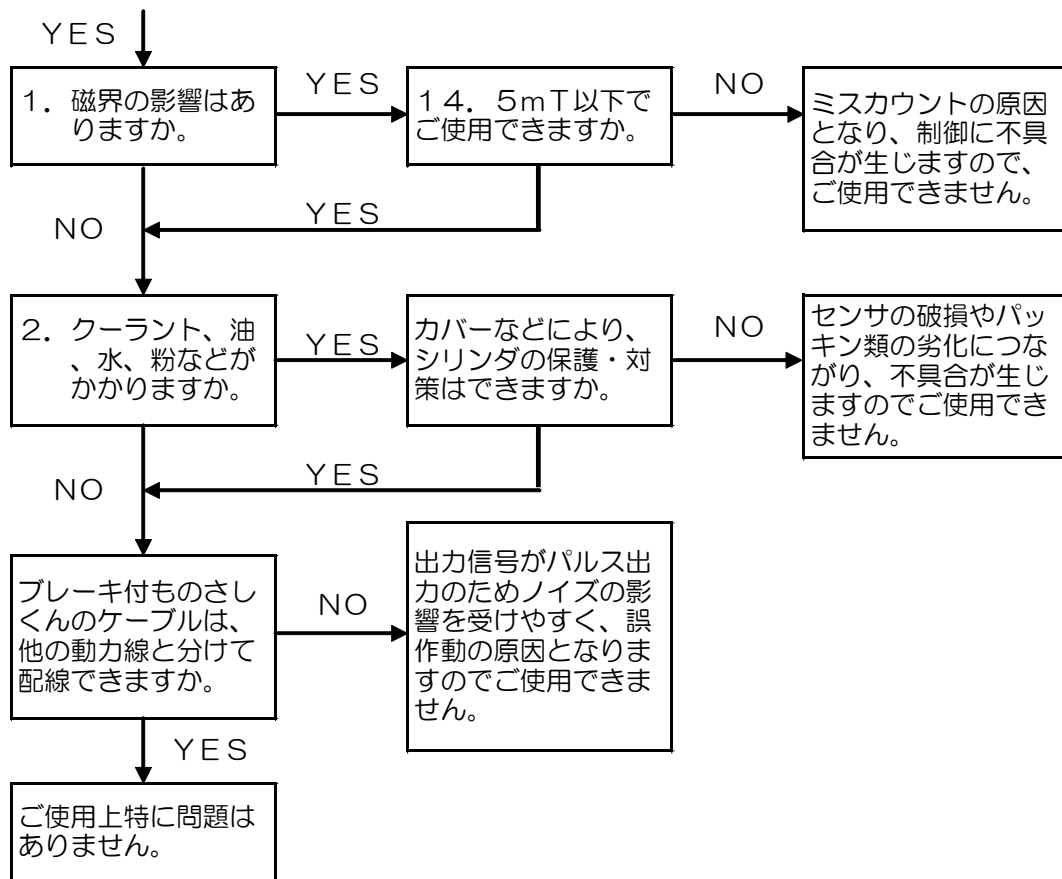 YES
1.磁界の影響はあ
りますか。
YES
14.5mT以下で
ご使用できますか。
NO
ミスカウントの原因
となり、制御に不具
合が生じますので、
ご使用できません。
YES
NO
2.クーラント、油
、水、粉などが
かかりますか。
YES
カバーなどにより、
シリンダの保護・対
策はできますか。
NO
センサの破損やパッ
キン類の劣化につな
がり、不具合が生じ
ますのでご使用でき
ません。
YES
NO
ブレーキ付ものさし
くんのケーブルは、
他の動力線と分けて
配線できますか。
NO
出力信号がパルス出
力のためノイズの影
響を受けやすく、誤
作動の原因となりま
すのでご使用できま
せん。
YES
ご使用上特に問題は
ありません。